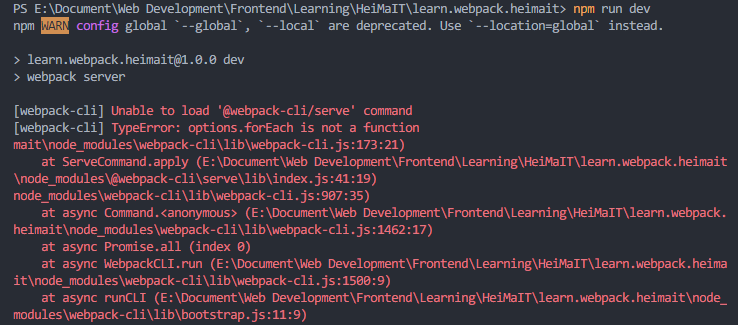 PS E:\Document\Web Development\Frontend\Learning\HeiMaIT\learn.webpack.heimait> npm run dev
npm WARN config global `--global`, `--local` are deprecated. Use `--location=global` instead.
> learn.webpack.heimait@1.0.0 dev
> webpack server
[webpack-cli] Unable to load '@webpack-cli/serve' command
[webpack-cli] TypeError: options.forEach is not a function
mait\node_modules\webpack-cli\lib\webpack-cli.js:173:21)
    at ServeCommand.apply (E:\Document\Web Development\Frontend\Learning\HeiMaIT\learn.webpack.heimait
\node_modules\@webpack-cli\serve\lib\index.js:41:19)
node_modules\webpack-cli\lib\webpack-cli.js:907:35)
    at async Command.<anonymous> (E:\Document\Web Development\Frontend\Learning\HeiMaIT\learn.webpack.
heimait\node_modules\webpack-cli\lib\webpack-cli.js:1462:17)
    at async Promise.all (index 0)
    at async WebpackCLI.run (E:\Document\Web Development\Frontend\Learning\HeiMaIT\learn.webpack.heima
it\node_modules\webpack-cli\lib\webpack-cli.js:1500:9)
    at async runCLI (E:\Document\Web Development\Frontend\Learning\HeiMaIT\learn.webpack.heimait\node_
modules\webpack-cli\lib\bootstrap.js:11:9)